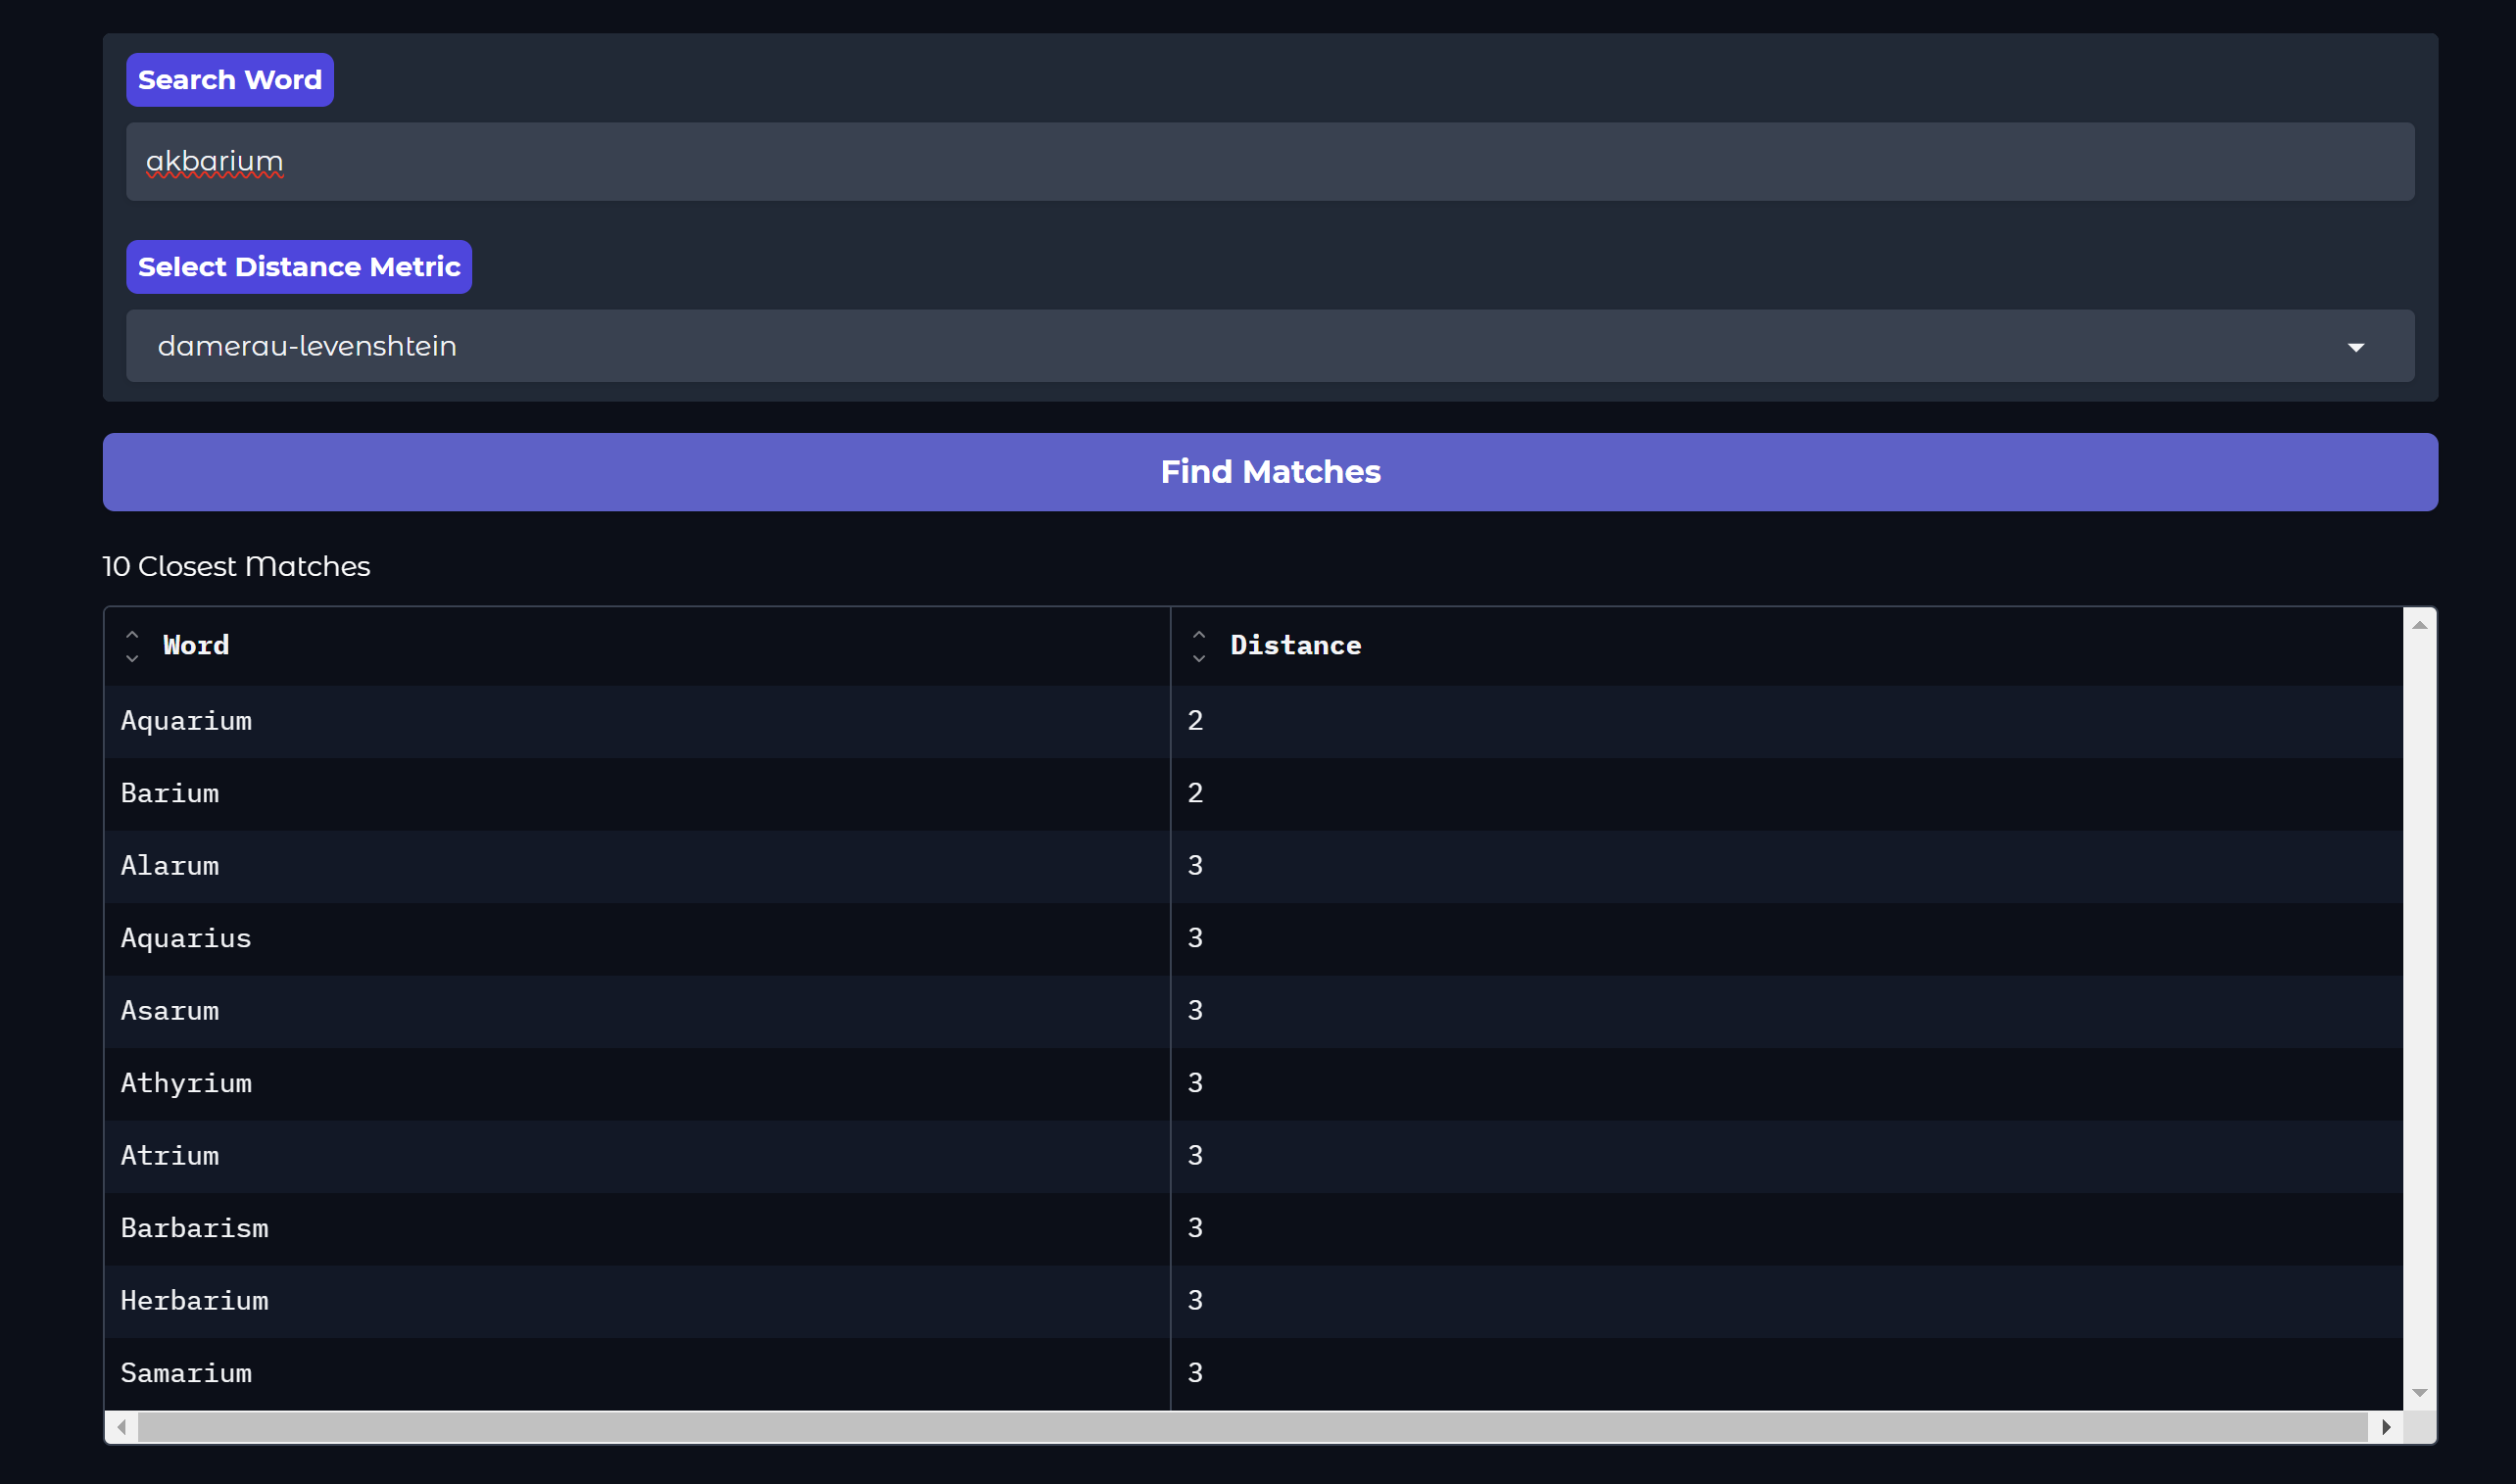 Search Word
akbarium
Select Distance Metric
damerau-levenshtein
Find Matches
10 Closest Matches
Word Distance
Aquarium 2
Barium 2
Alarum 3
Aquarius 3
Asarum 3
Athyrium 3
Atrium 3
Barbarism 3
Herbarium 3
Samarium 3